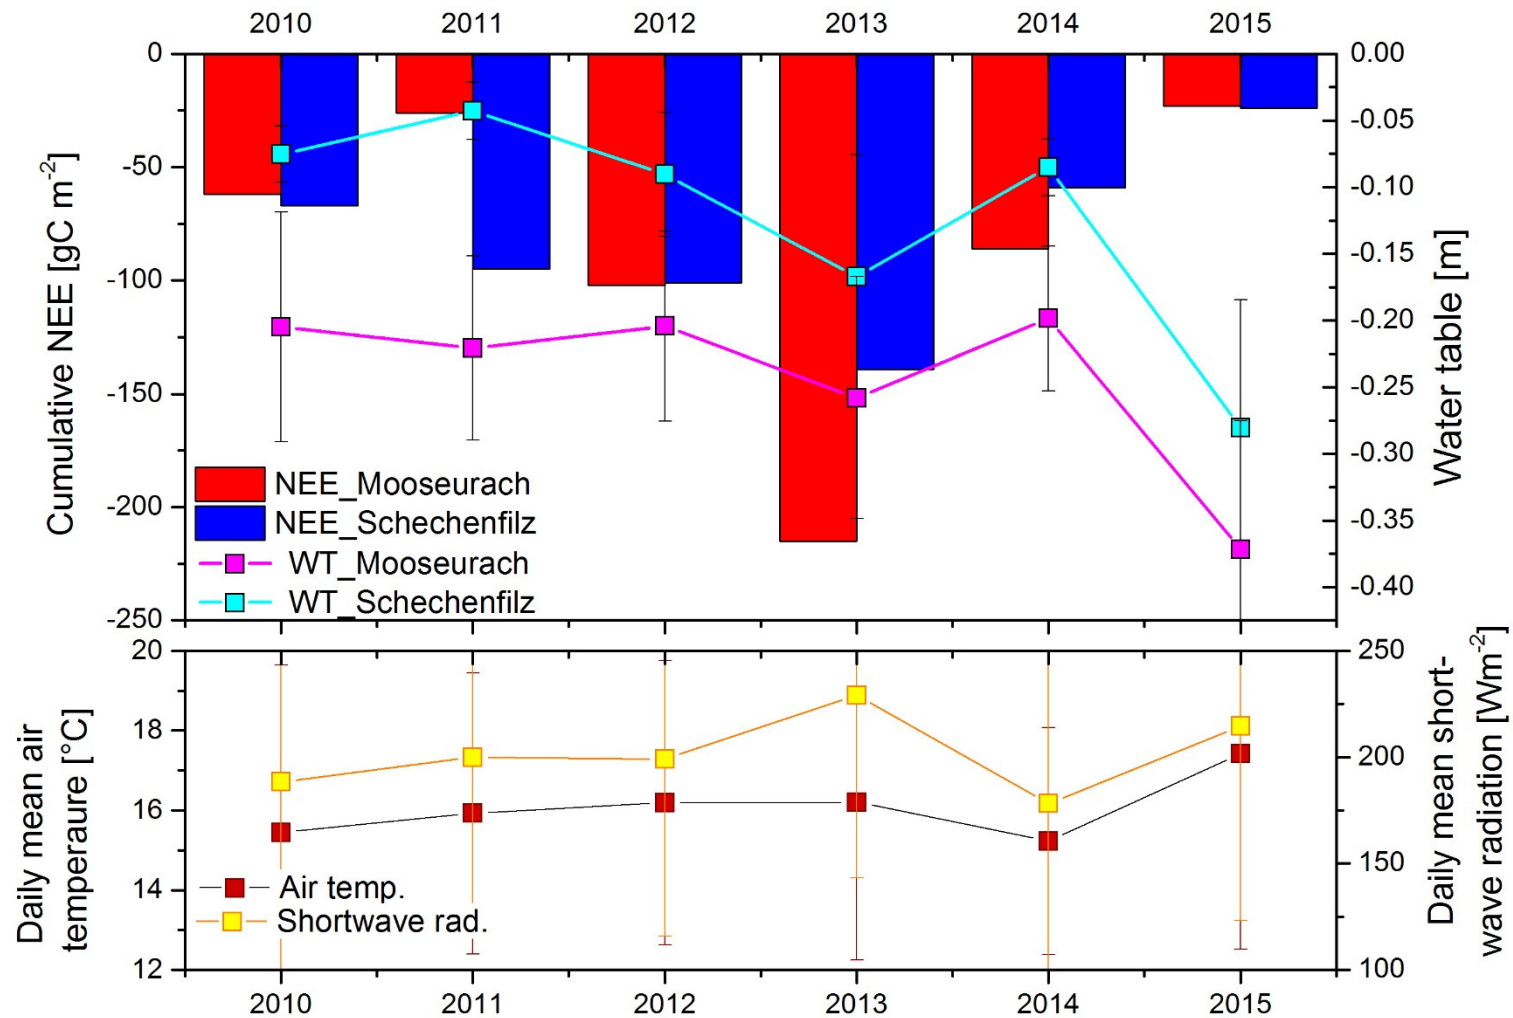 2010 2011 2012 2013 2014 2015
Cumulative NEE [gC m-2]
0
-50
-100
-150
-200
-250
0.00
-0.05
-0.10
-0.15
-0.20
-0.25
-0.30
-0.35
-0.40
Water table [m]
NEE_Mooseurach
NEE_Schechenfilz
WT_Mooseurach
WT_Schechenfilz
Daily mean air
temperaure [°C]
20
18
16
14
12
250
200
150
100
Daily mean short-
wave radiation [Wm-2]
Air temp.
Shortwave rad.
2010 2011 2012 2013 2014 2015